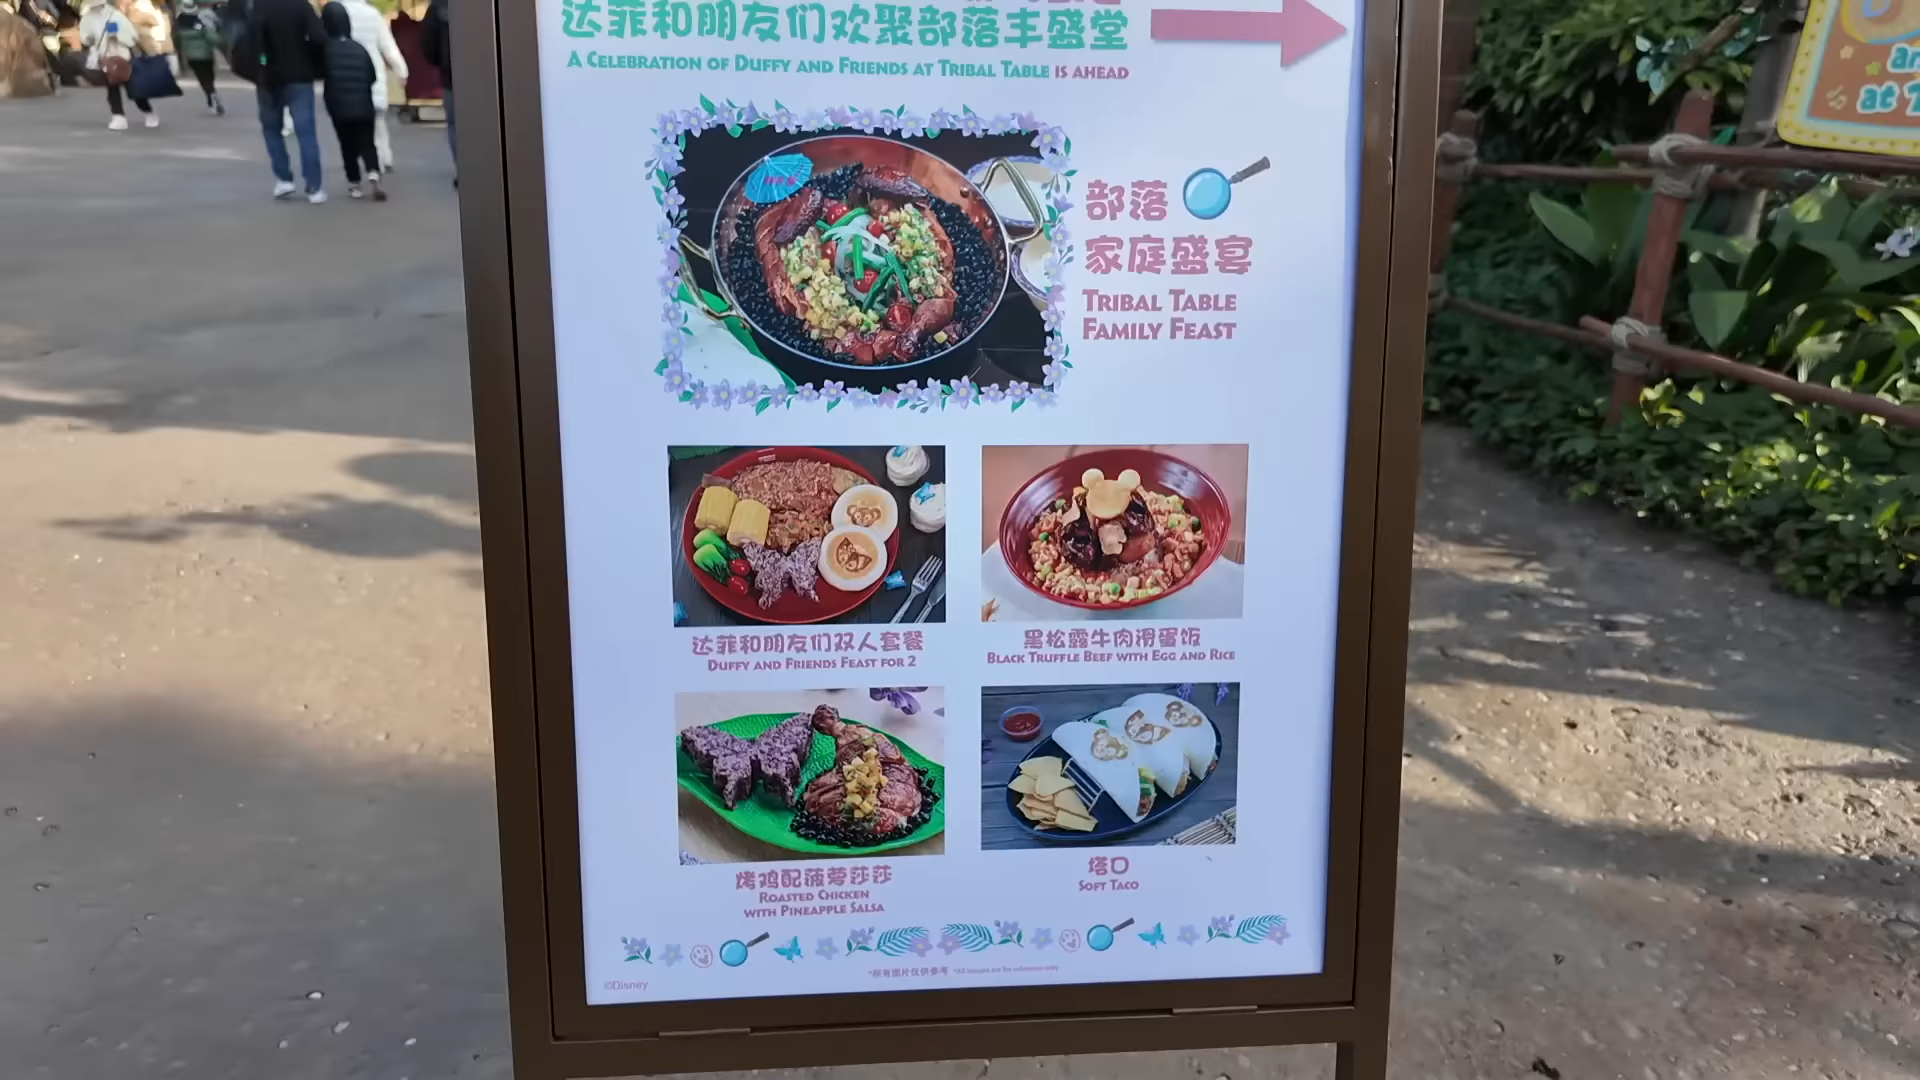 达菲和朋友们欢聚部落丰盛堂
A CELEBRATION OF DUFFY AND FRIENDS AT TRIBAL TABLE IS AHEAD
部落
家庭盛宴
TRIBAL TABLE
FAMILY FEAST
达菲和朋友们双人套餐
DUFFY AND FRIENDS FEAST FOR 2
黑松露牛肉滑蛋饭
BLACK TRUFFLE BEEF WITH EGG AND RICE
烤鸡配菠萝莎莎
ROASTED CHICKEN
WITH PINEAPPLE SALSA
塔可
SOFT TACO
*所有图片仅供参考 *All images are for reference only
©Disney
an
at T